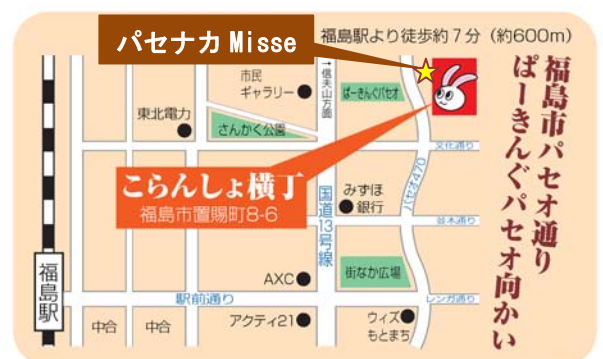 パセナカ Misse
福島駅より徒歩約7分（約600m）
福島市パセオ通り
ぱーきんぐパセオ向かい
市民
ギャラリー
→信夫山方面
ぱーきんぐパセオ
東北電力
さんかく公園
文化通り
こらんしょ横丁
福島市置賜町8-6
国道13号線
みずほ
銀行
パセオ470
並木通り
福島駅
AXC
街なか広場
駅前通り
レンガ通り
中合
中合
アクティ21
ウィズ
もとまち